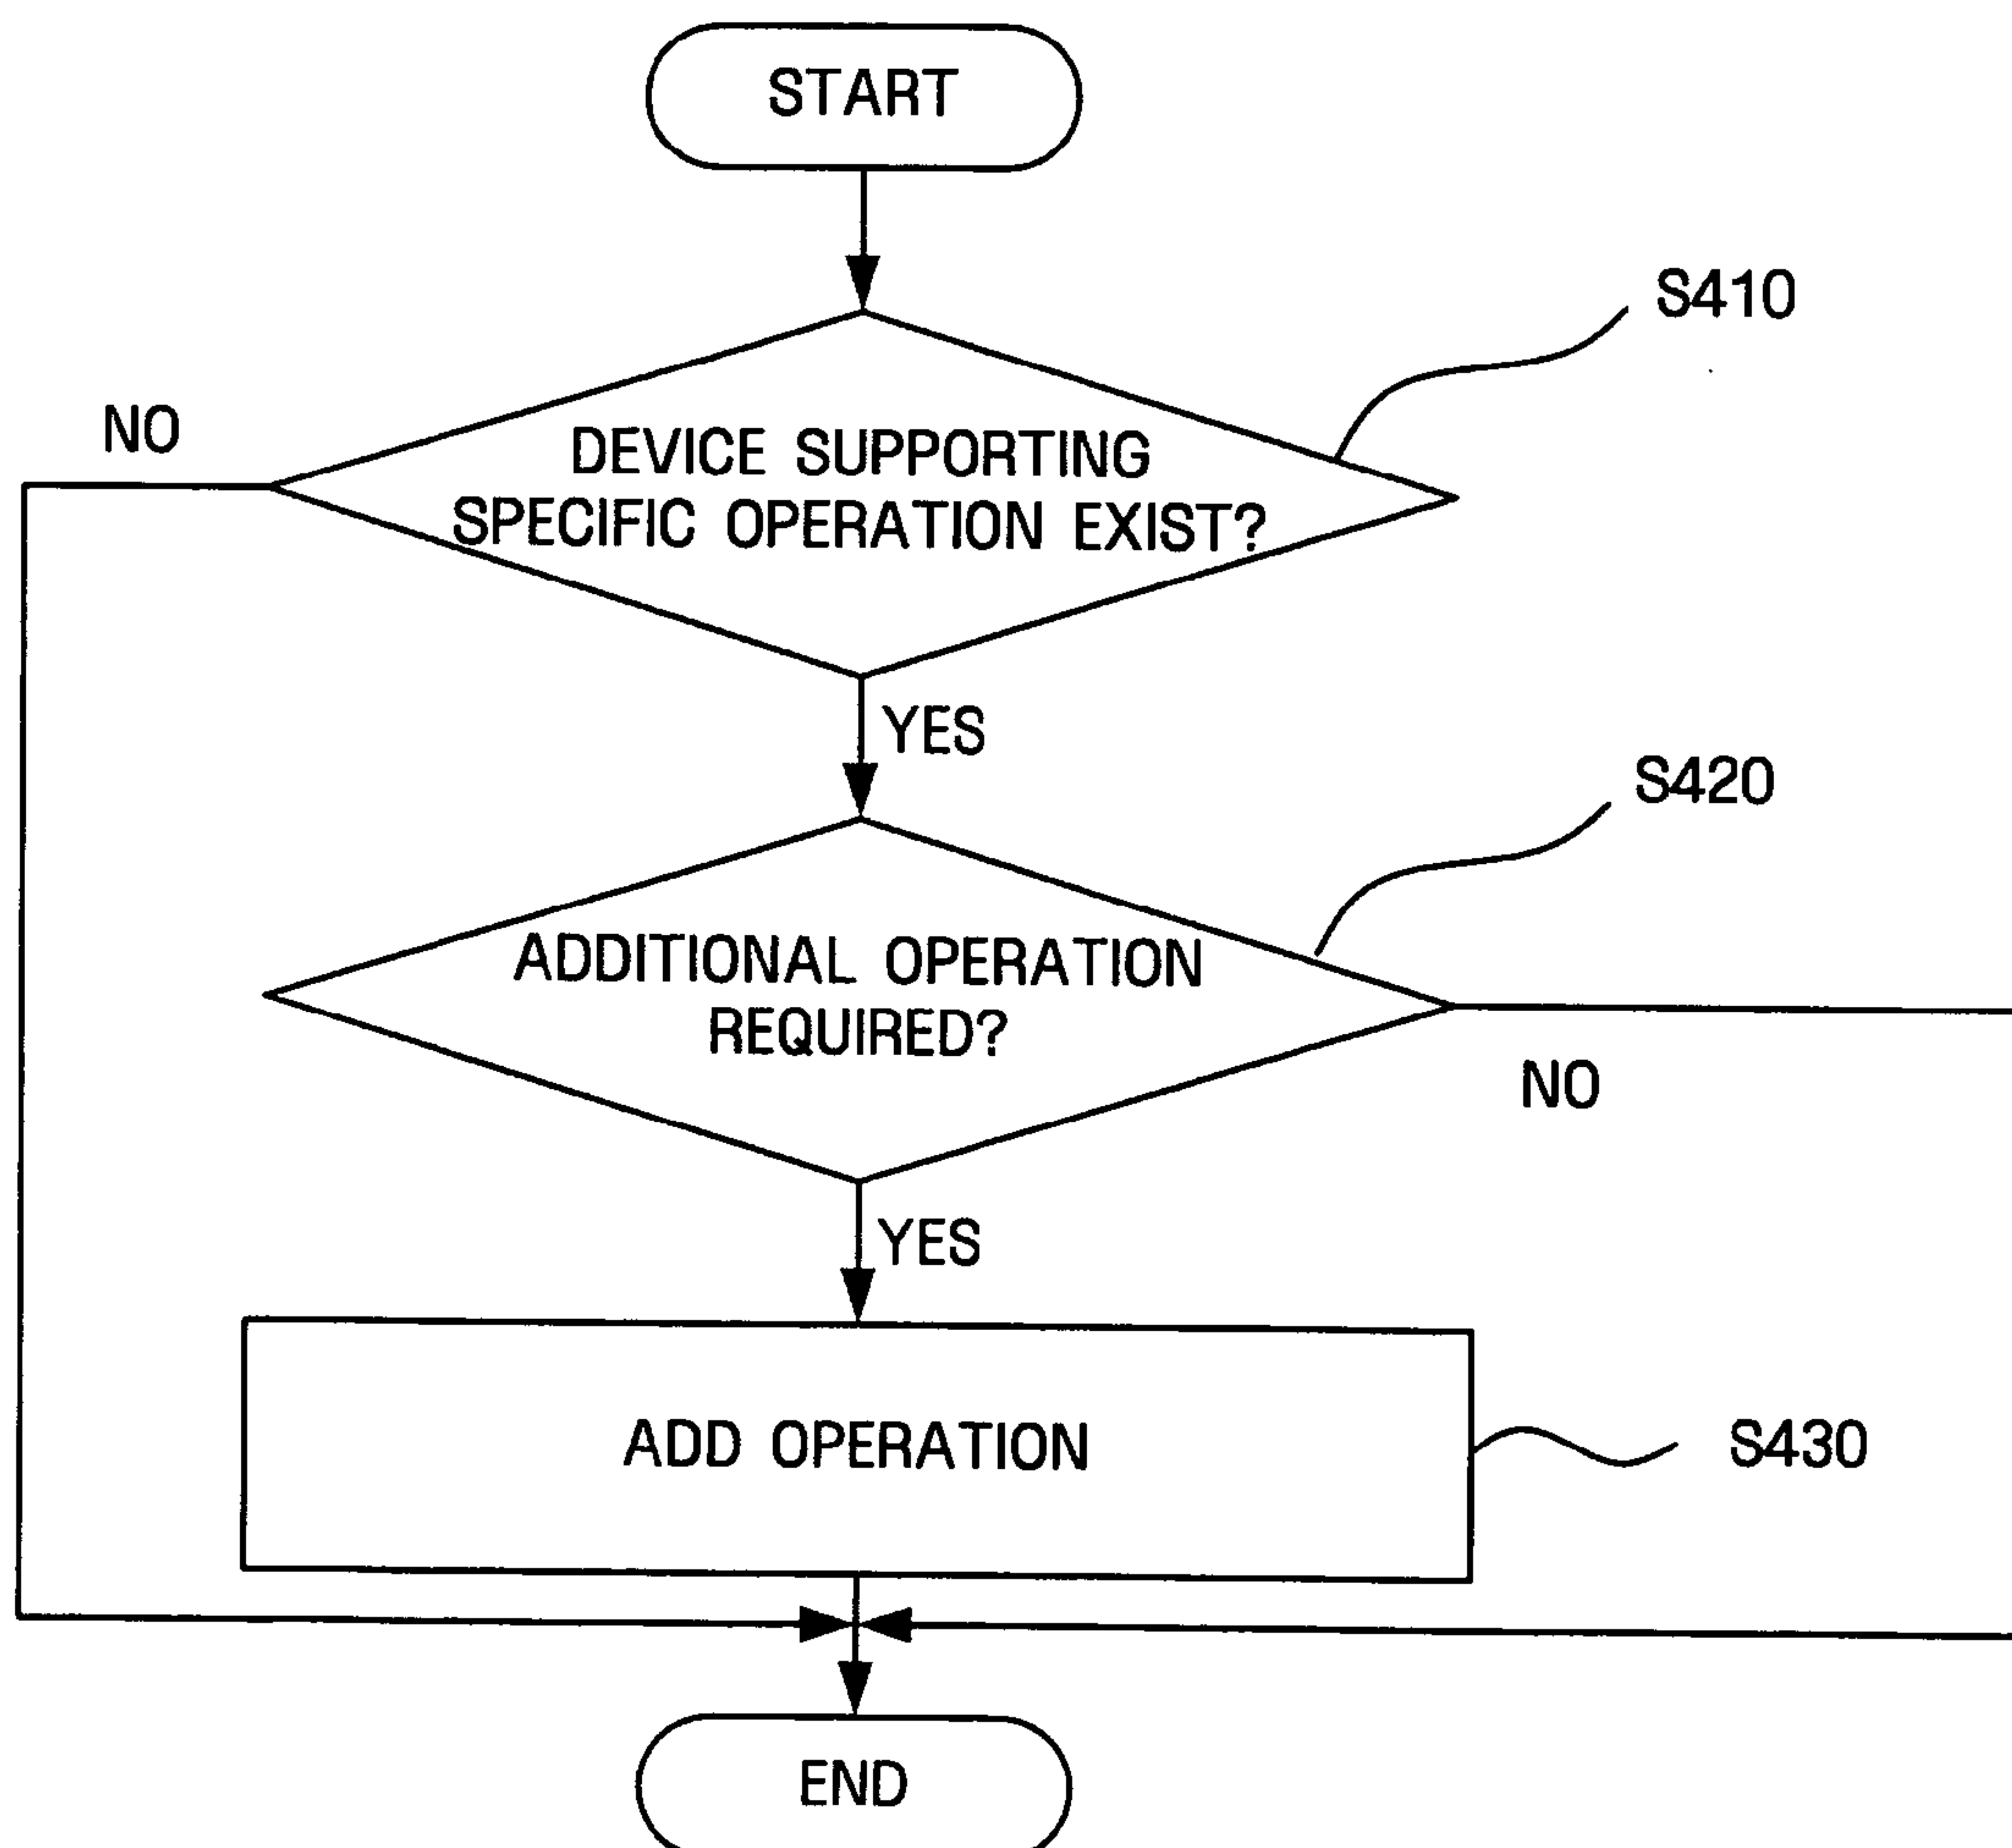 START
S410
NO
DEVICE SUPPORTING
SPECIFIC OPERATION EXIST?
YES
S420
ADDITIONAL OPERATION
REQUIRED?
NO
YES
ADD OPERATION
S430
END